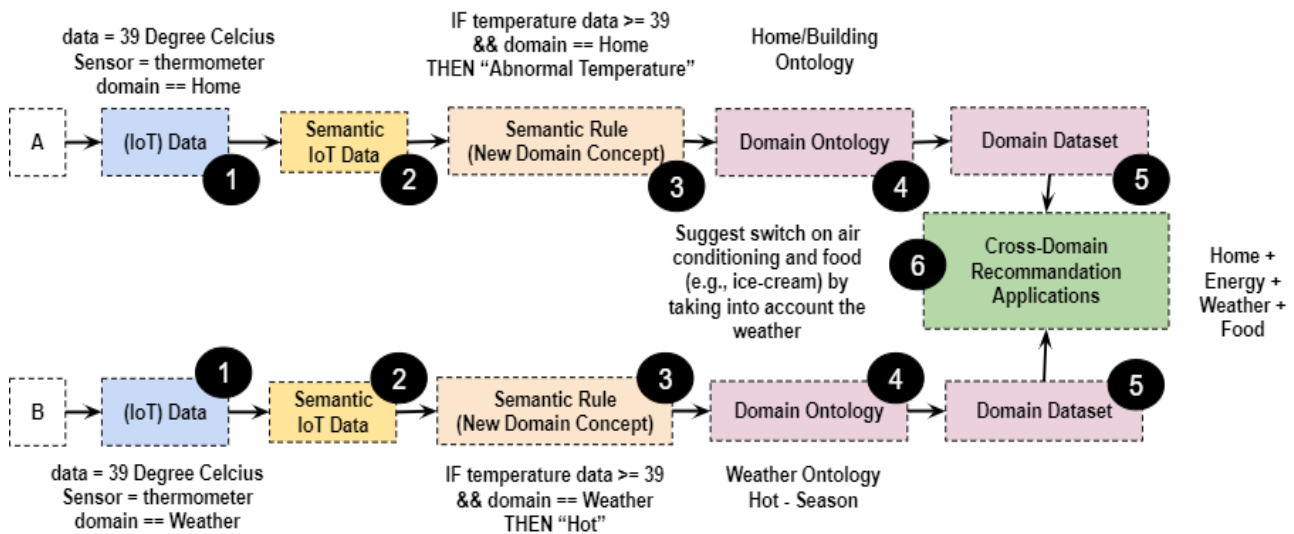 data = 39 Degree Celcius
Sensor = thermometer
domain == Home
IF temperature data >= 39
&& domain == Home
THEN “Abnormal Temperature”
Home/Building
Ontology
A
(IoT) Data
1
Semantic
IoT Data
2
Semantic Rule
(New Domain Concept)
3
Domain Ontology
4
Domain Dataset
5
Suggest switch on air
conditioning and food
(e.g., ice-cream) by
taking into account the
weather
6
Cross-Domain
Recommandation
Applications
Home +
Energy +
Weather +
Food
B
(IoT) Data
1
Semantic
IoT Data
2
Semantic Rule
(New Domain Concept)
3
Domain Ontology
4
Domain Dataset
5
data = 39 Degree Celcius
Sensor = thermometer
domain == Weather
IF temperature data >= 39
&& domain == Weather
THEN “Hot”
Weather Ontology
Hot - Season